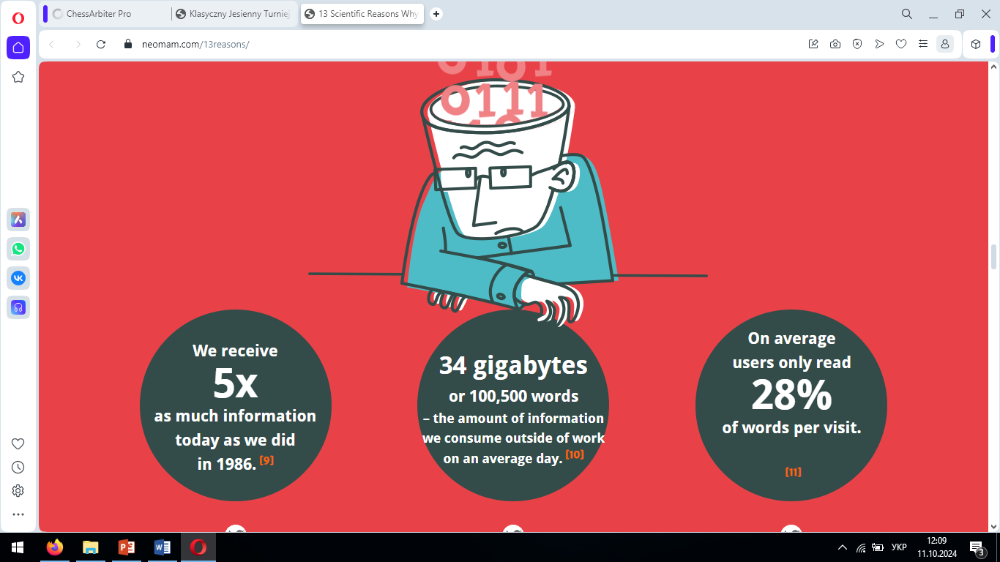 ChessArbiter Pro
Klasyczny Jesienny Turniej
13 Scientific Reasons Why
neomam.com/13reasons/
0101
0111
We receive
5x
as much information
today as we did
in 1986. [9]
34 gigabytes
or 100,500 words
– the amount of information
we consume outside of work
on an average day. [10]
On average
users only read
28%
of words per visit.
[11]
УКР
12:09
11.10.2024
3